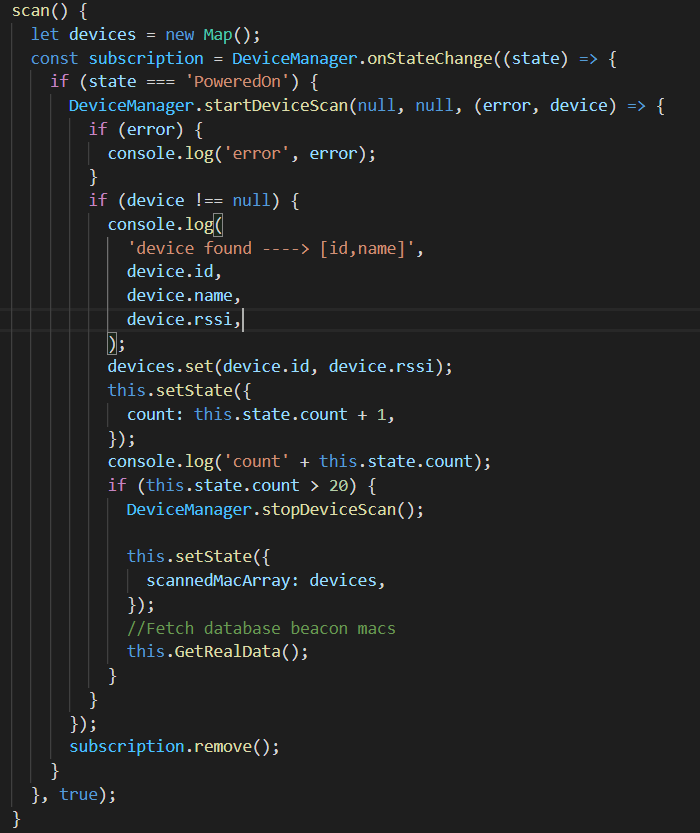 scan() {
  let devices = new Map();
  const subscription = DeviceManager.onStateChange((state) => {
    if (state === 'PoweredOn') {
      DeviceManager.startDeviceScan(null, null, (error, device) => {
        if (error) {
          console.log('error', error);
        }
        if (device !== null) {
          console.log(
            'device found ----> [id,name]',
            device.id,
            device.name,
            device.rssi,
          );
          devices.set(device.id, device.rssi);
          this.setState({
            count: this.state.count + 1,
          });
          console.log('count' + this.state.count);
          if (this.state.count > 20) {
            DeviceManager.stopDeviceScan();

            this.setState({
              scannedMacArray: devices,
            });
            //Fetch database beacon macs
            this.GetRealData();
          }
        }
      });
      subscription.remove();
    }
  }, true);
}